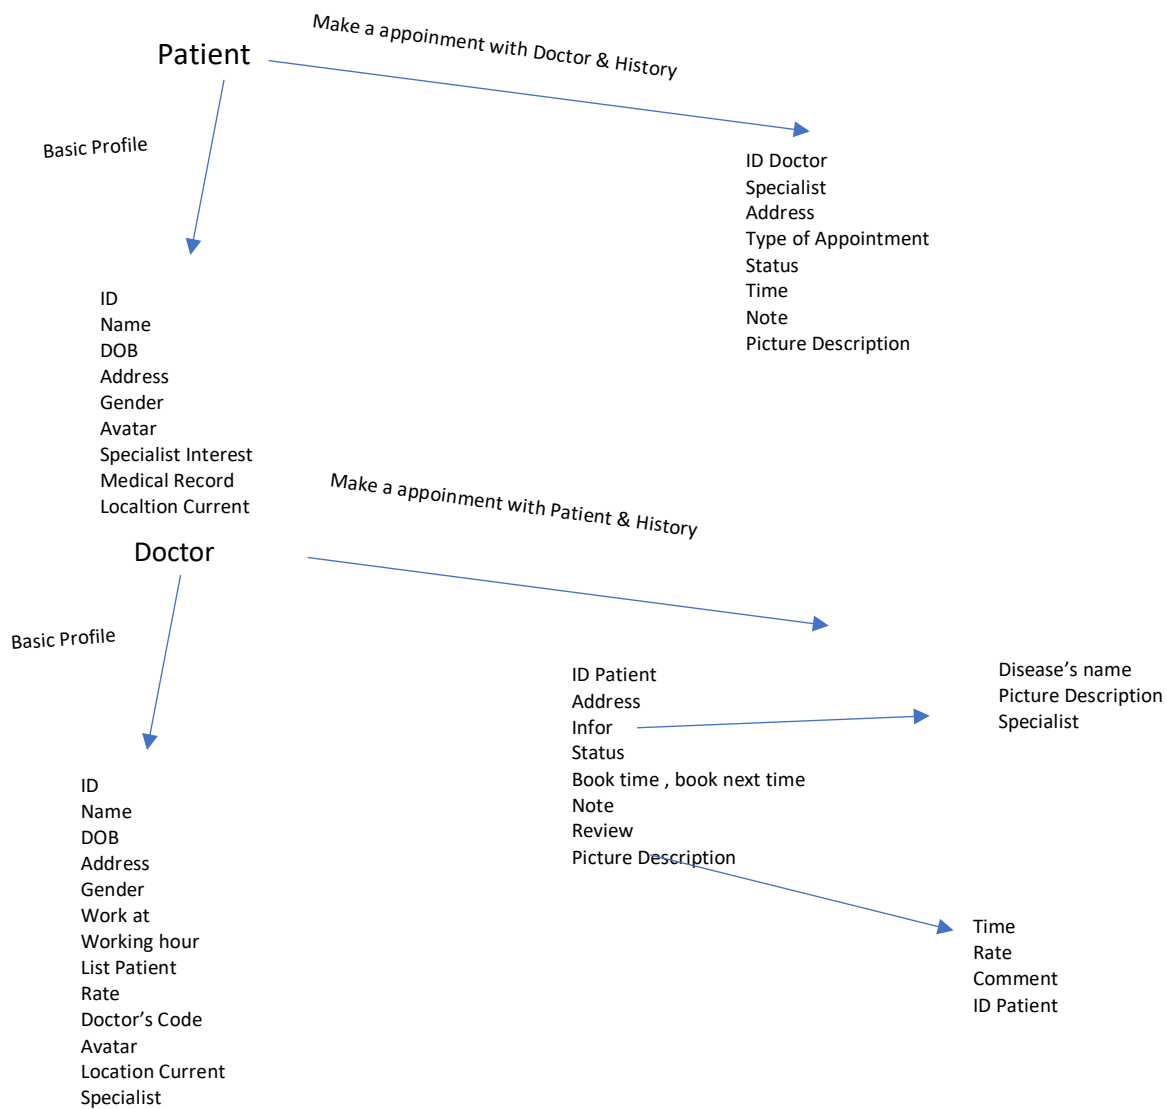 Make a appoinment with Doctor & History
Patient
Basic Profile
ID Doctor
Specialist
Address
Type of Appointment
Status
Time
Note
Picture Description
ID
Name
DOB
Address
Gender
Avatar
Specialist Interest
Medical Record
Localtion Current
Make a appoinment with Patient & History
Doctor
Basic Profile
ID Patient
Address
Infor
Status
Book time , book next time
Note
Review
Picture Description
Disease’s name
Picture Description
Specialist
ID
Name
DOB
Address
Gender
Work at
Working hour
List Patient
Rate
Doctor’s Code
Avatar
Location Current
Specialist
Time
Rate
Comment
ID Patient